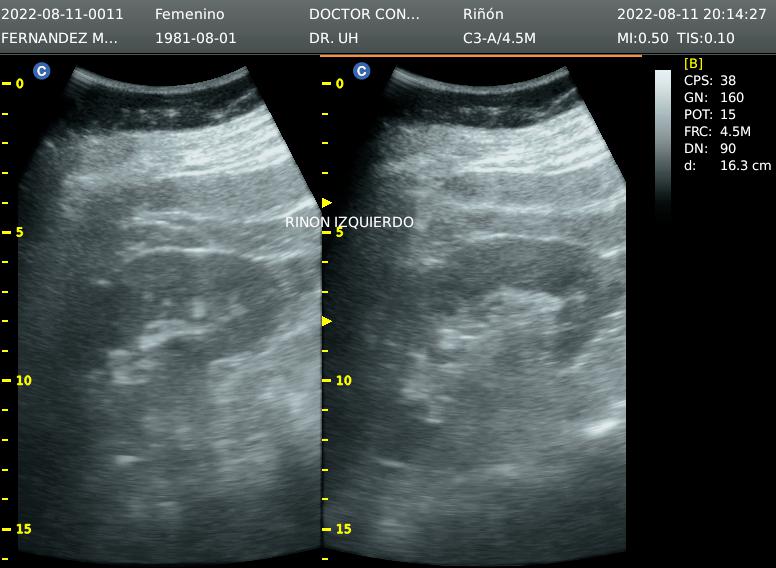 2022-08-11-0011 Femenino DOCTOR CON... Riñón 2022-08-11 20:14:27
FERNANDEZ M... 1981-08-01 DR. UH C3-A/4.5M MI:0.50 TIS:0.10
[B]
CPS: 38
GN: 160
POT: 15
FRC: 4.5M
DN: 90
d: 16.3 cm
C
0
5
10
15
C
0
5
10
15
RINON IZQUIERDO